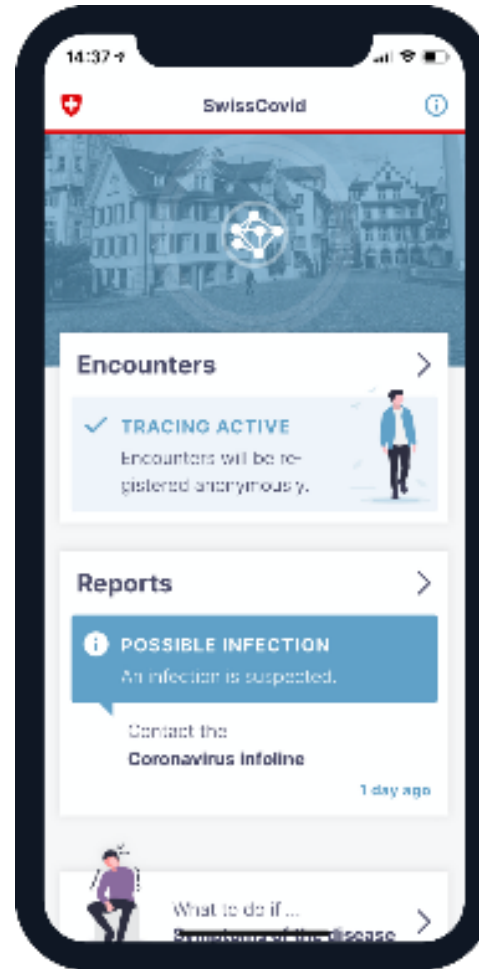 14:37
SwissCovid
Encounters
TRACING ACTIVE
Encounters will be re-
gistered anonymously.
Reports
POSSIBLE INFECTION
An infection is suspected.
Contact the
Coronavirus infoline
1 day ago
What to do if ...
Symptoms of the disease